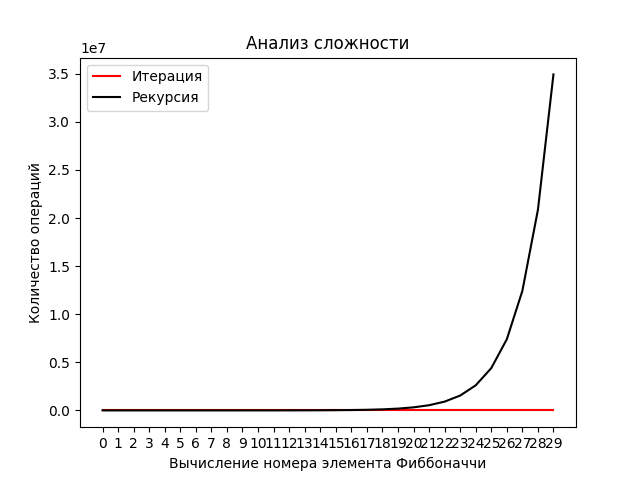 Анализ сложности
1e7
Итерация
Рекурсия
3.5
3.0
2.5
2.0
1.5
1.0
0.5
0.0
Количество операций
0 1 2 3 4 5 6 7 8 9 10 11 12 13 14 15 16 17 18 19 20 21 22 23 24 25 26 27 28 29
Вычисление номера элемента Фиббоначчи